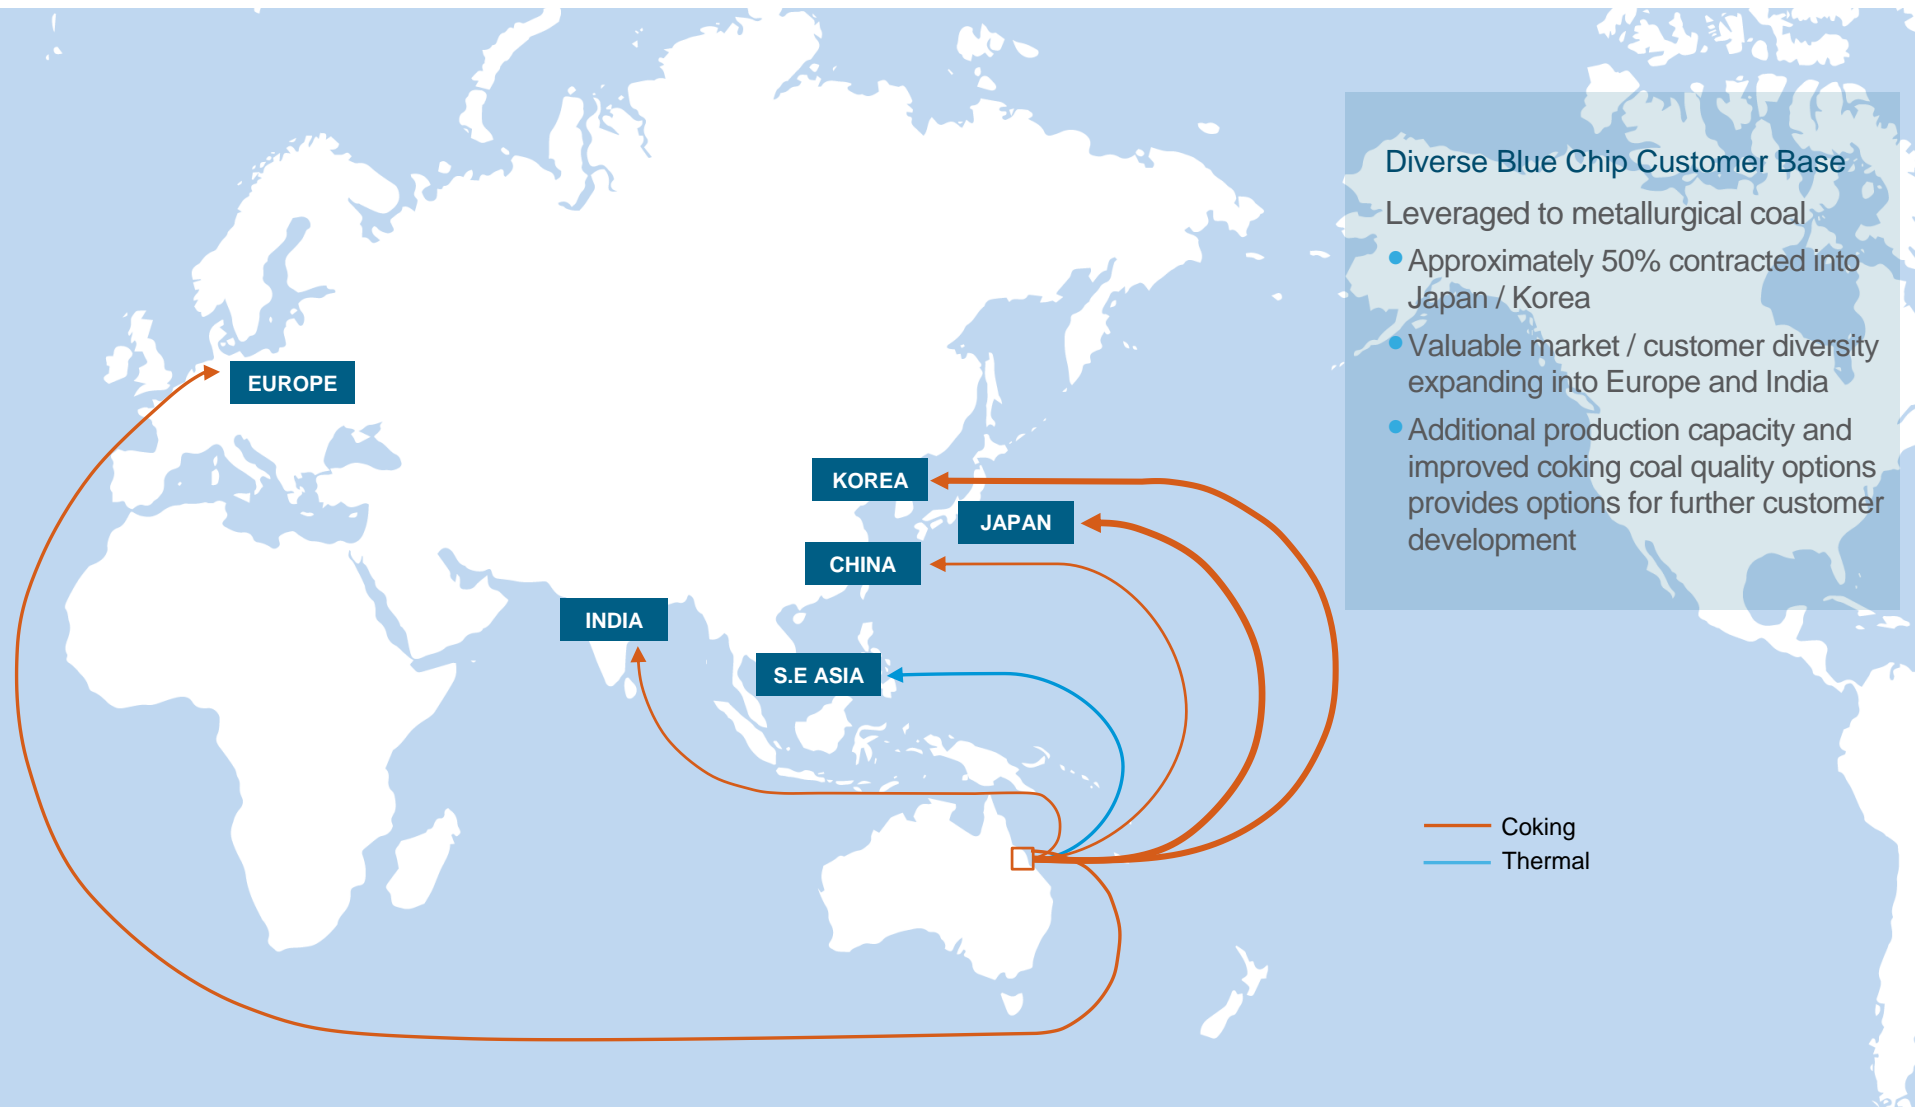 Diverse Blue Chip Customer Base
Leveraged to metallurgical coal
•Approximately 50% contracted into
Japan / Korea
•Valuable market / customer diversity
expanding into Europe and India
•Additional production capacity and
improved coking coal quality options
provides options for further customer
development
EUROPE
KOREA
JAPAN
CHINA
INDIA
S.E ASIA
Coking
Thermal